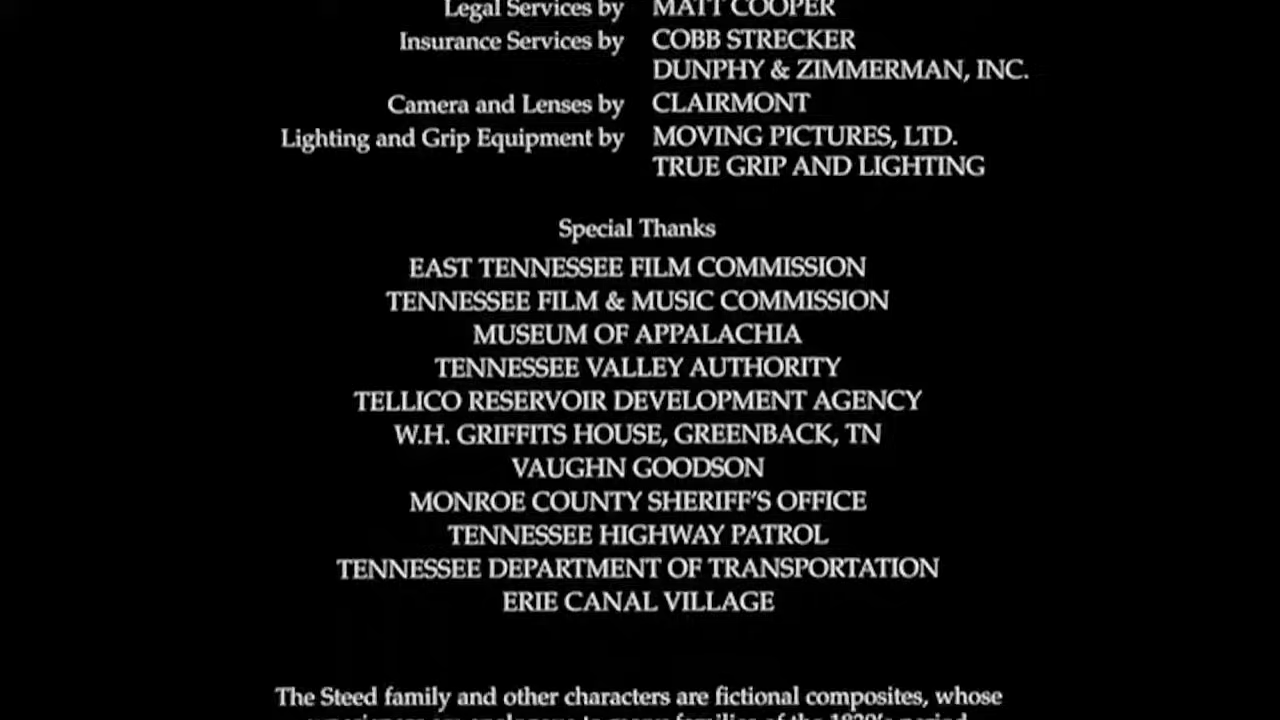 Legal Services by MATT COOPER
Insurance Services by COBB STRECKER
DUNPHY & ZIMMERMAN, INC.
Camera and Lenses by CLAIRMONT
Lighting and Grip Equipment by MOVING PICTURES, LTD.
TRUE GRIP AND LIGHTING
Special Thanks
EAST TENNESSEE FILM COMMISSION
TENNESSEE FILM & MUSIC COMMISSION
MUSEUM OF APPALACHIA
TENNESSEE VALLEY AUTHORITY
TELLICO RESERVOIR DEVELOPMENT AGENCY
W.H. GRIFFITS HOUSE, GREENBACK, TN
VAUGHN GOODSON
MONROE COUNTY SHERIFF'S OFFICE
TENNESSEE HIGHWAY PATROL
TENNESSEE DEPARTMENT OF TRANSPORTATION
ERIE CANAL VILLAGE
The Steed family and other characters are fictional composites, whose